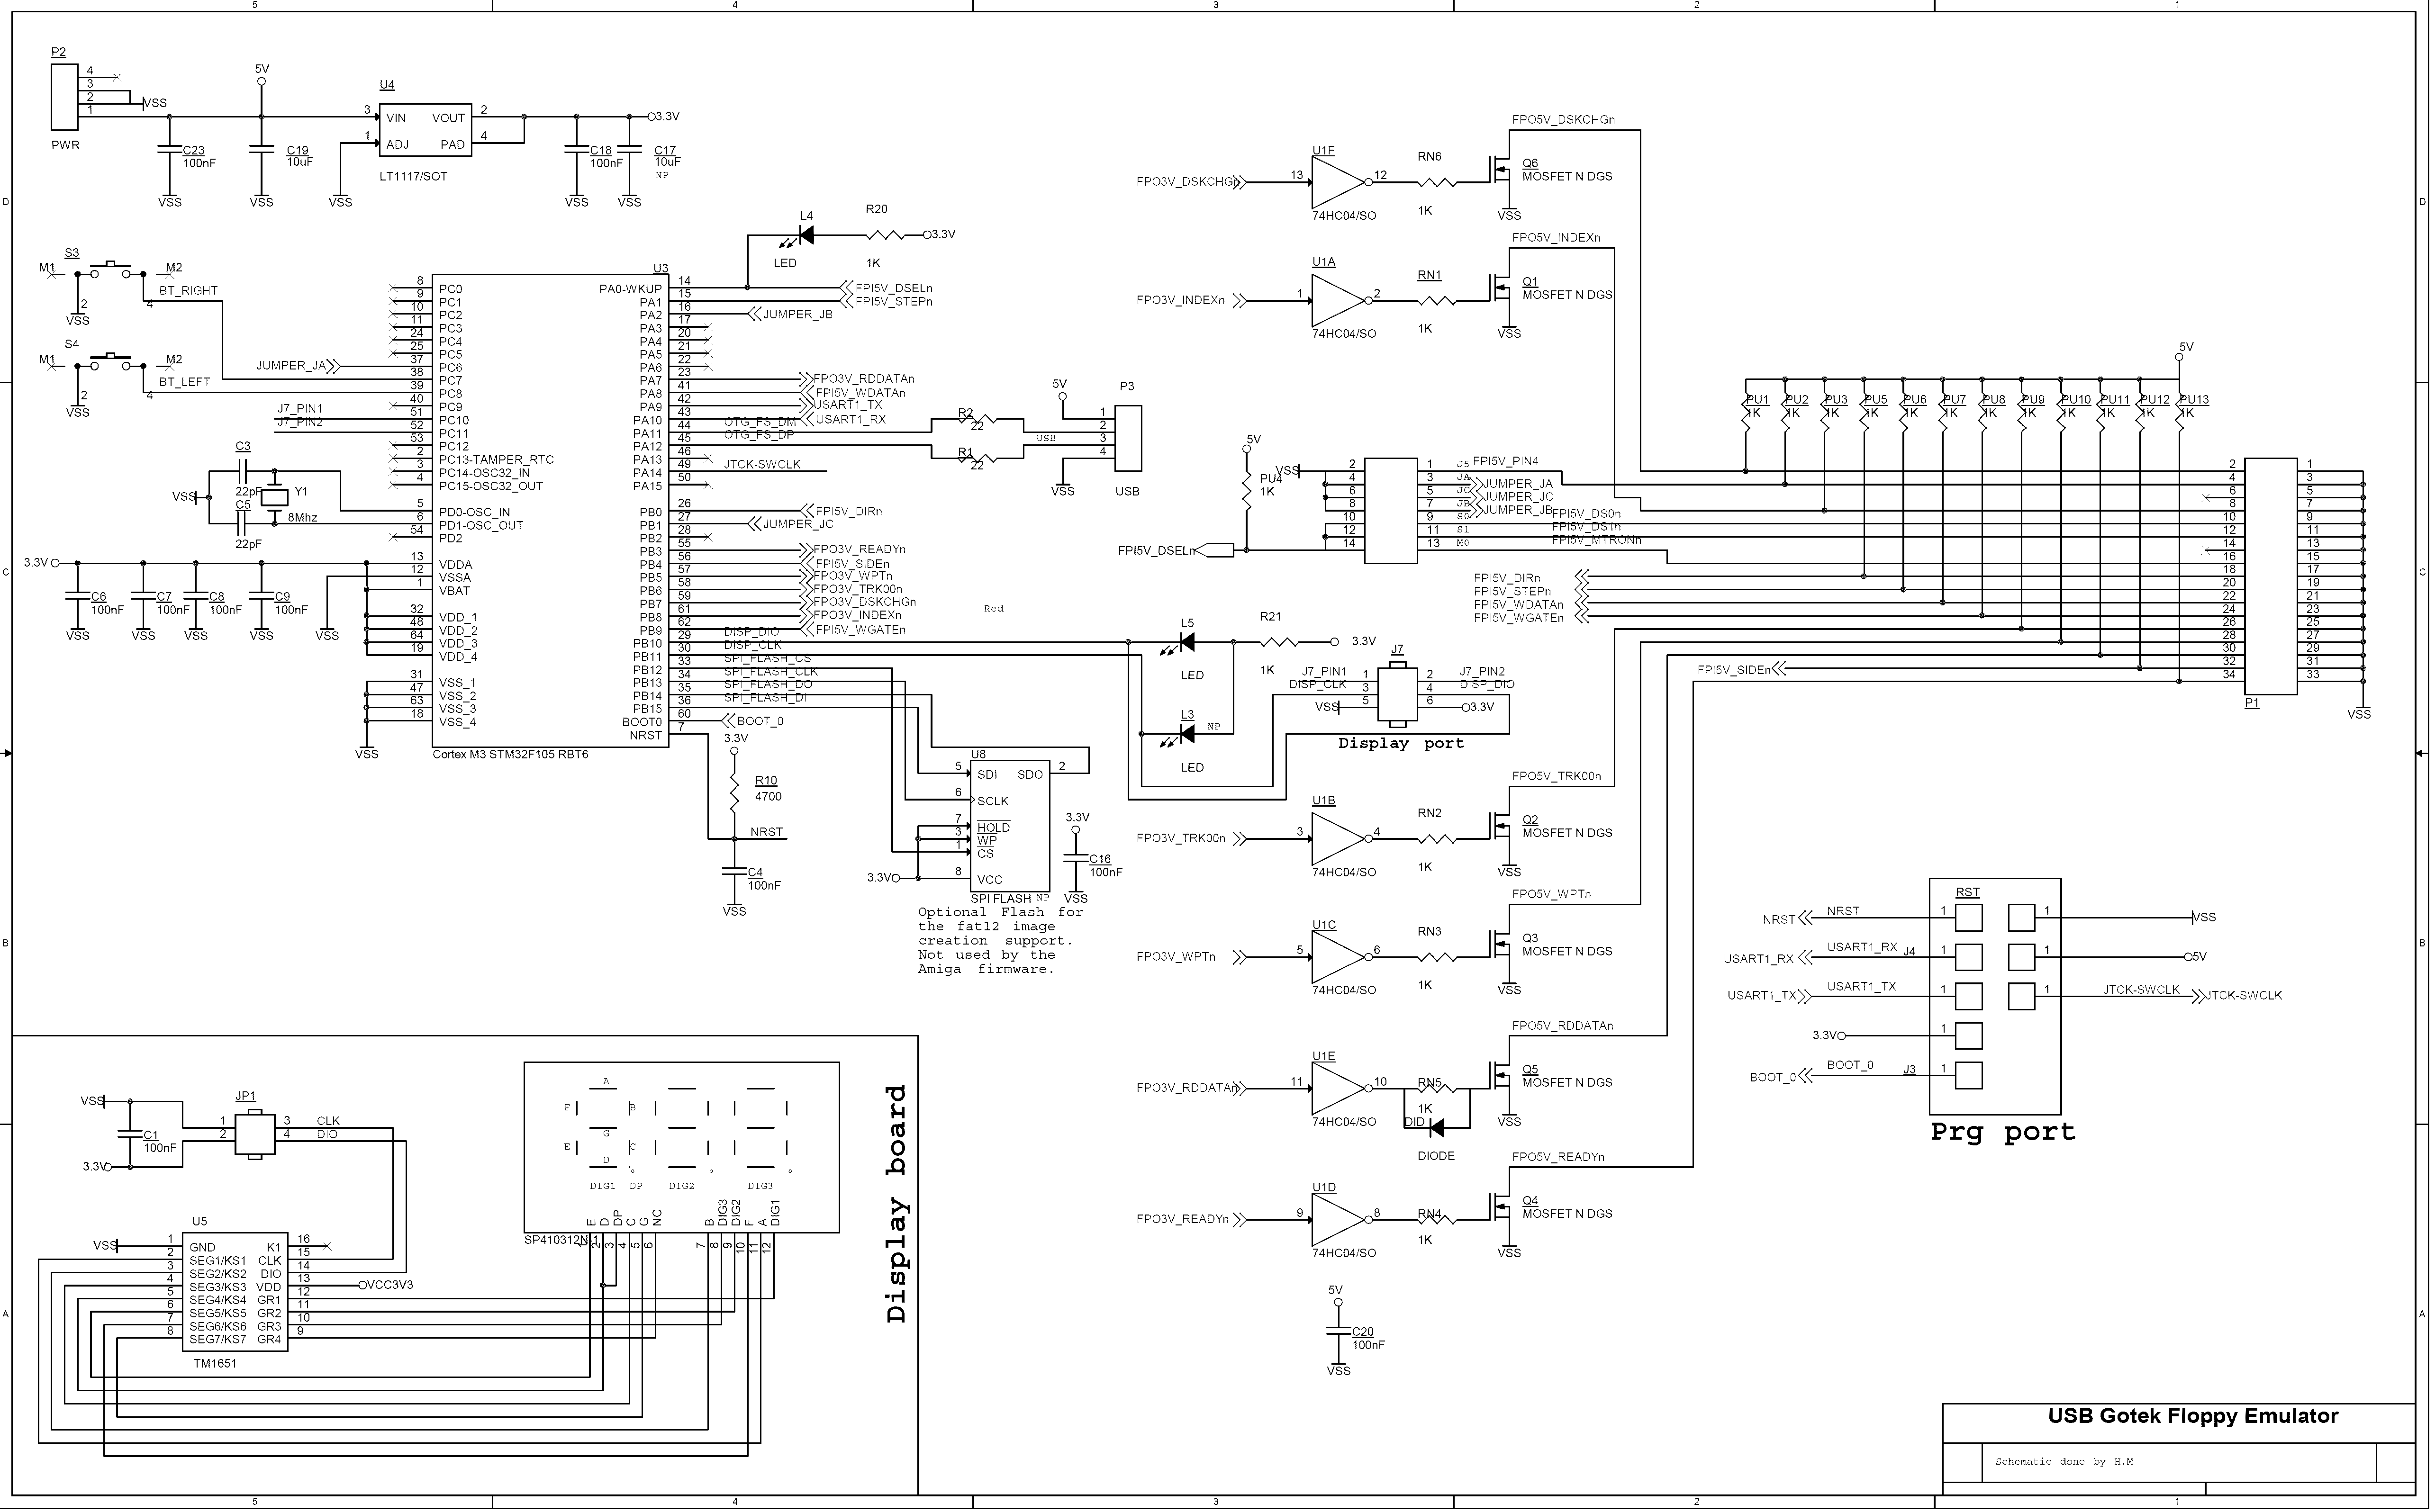 5 4 3 2 1
P2
4
3
2
1
VSS
PWR
5V
C23
100nF
VSS
C19
10uF
VSS
U4
3 VIN VOUT 2
1 ADJ PAD 4
LT1117/SOT
VSS
3.3V
C18
100nF
VSS
C17
10uF
NP
VSS
D
S3
M1 M2
2
VSS
BT_RIGHT
4
S4
M1 M2
2
VSS
BT_LEFT
4
JUMPER_JA
J7_PIN1
J7_PIN2
C3
22pF
C5
22pF
VSS
Y1
8Mhz
3.3V
C6
100nF
VSS
C7
100nF
VSS
C8
100nF
VSS
C9
100nF
VSS
VSS
VSS
U3
8 PC0
9 PC1
10 PC2
11 PC3
24 PC4
25 PC5
37 PC6
38 PC7
39 PC8
40 PC9
51 PC10
52 PC11
53 PC12
2 PC13-TAMPER_RTC
3 PC14-OSC32_IN
4 PC15-OSC32_OUT
5 PD0-OSC_IN
6 PD1-OSC_OUT
54 PD2
13 VDDA
12 VSSA
1 VBAT
32 VDD_1
48 VDD_2
64 VDD_3
19 VDD_4
31 VSS_1
47 VSS_2
63 VSS_3
18 VSS_4
PA0-WKUP 14 FPI5V_DSELn
PA1 15 FPI5V_STEPn
PA2 16 JUMPER_JB
PA3 17
PA4 20
PA5 21
PA6 22
PA7 23 FPO3V_RDDATAn
PA8 41 FPI5V_WDATAn
PA9 42 USART1_TX
PA10 43 USART1_RX
PA11 44 OTG_FS_DM
PA12 45 OTG_FS_DP
PA13 46
PA14 49 JTCK-SWCLK
PA15 50
PB0 26 FPI5V_DIRn
PB1 27 JUMPER_JC
PB2 28
PB3 55 FPO3V_READYn
PB4 56 FPI5V_SIDEn
PB5 57 FPO3V_WPTn
PB6 58 FPO3V_TRK00n
PB7 59 FPO3V_DSKCHGn
PB8 61 FPO3V_INDEXn
PB9 62 FPI5V_WGATEn
PB10 29 DISP_DIO
PB11 30 DISP_CLK
PB12 33 SPI_FLASH_CS
PB13 34 SPI_FLASH_CLK
PB14 35 SPI_FLASH_DO
PB15 36 SPI_FLASH_DI
BOOT0 60 BOOT_0
NRST 7
Cortex M3 STM32F105 RBT6
L4
LED
R20
1K
3.3V
R2
22
R1
22
USB
5V
P3
1
2
3
4
VSS
USB
Red
3.3V
R10
4700
NRST
C4
100nF
VSS
U8
5 SDI SDO 2
6 SCLK
7 HOLD
3 WP
1 CS
8 VCC
3.3V
SPI FLASH NP
3.3V
C16
100nF
VSS
Optional Flash for
the fat12 image
creation support.
Not used by the
Amiga firmware.
L5
LED
R21
1K
3.3V
L3
NP
LED
J7
J7_PIN1 1 2 J7_PIN2
DISP_CLK 3 4 DISP_DIO
VSS 5 6 3.3V
Display port
FPO3V_DSKCHGn
U1F
13 12
74HC04/SO
RN6
1K
FPO5V_DSKCHGn
Q6
MOSFET N DGS
VSS
FPO3V_INDEXn
U1A
1 2
74HC04/SO
RN1
1K
FPO5V_INDEXn
Q1
MOSFET N DGS
VSS
5V
PU4
1K
FPI5V_DSELn
VSS
2 1 J5 FPI5V_PIN4
4 3 JA JUMPER_JA
6 5 JC JUMPER_JC
8 7 JB JUMPER_JB
10 9 S0 FPI5V_DS0n
12 11 S1 FPI5V_DS1n
14 13 M0 FPI5V_MTRONn
FPI5V_DIRn
FPI5V_STEPn
FPI5V_WDATAn
FPI5V_WGATEn
FPI5V_SIDEn
5V
PU1 PU2 PU3 PU5 PU6 PU7 PU8 PU9 PU10 PU11 PU12 PU13
1K 1K 1K 1K 1K 1K 1K 1K 1K 1K 1K 1K
2 1
4 3
6 5
8 7
10 9
12 11
14 13
16 15
18 17
20 19
22 21
24 23
26 25
28 27
30 29
32 31
34 33
P1
VSS
FPO3V_TRK00n
U1B
3 4
74HC04/SO
RN2
1K
FPO5V_TRK00n
Q2
MOSFET N DGS
VSS
FPO3V_WPTn
U1C
5 6
74HC04/SO
RN3
1K
FPO5V_WPTn
Q3
MOSFET N DGS
VSS
FPO3V_RDDATAn
U1E
11 10
74HC04/SO
RN5
1K
DID
DIODE
FPO5V_RDDATAn
Q5
MOSFET N DGS
VSS
FPO3V_READYn
U1D
9 8
74HC04/SO
RN4
1K
FPO5V_READYn
Q4
MOSFET N DGS
VSS
5V
C20
100nF
VSS
RST
NRST NRST 1 1 VSS
USART1_RX USART1_RX J4 1 1 5V
USART1_TX USART1_TX 1 1 JTCK-SWCLK JTCK-SWCLK
3.3V 1
BOOT_0 BOOT_0 J3 1
Prg port
VSS
C1
100nF
3.3V
JP1
1 3 CLK
2 4 DIO
U5
VSS 1 GND K1 16
2 SEG1/KS1 CLK 15
3 SEG2/KS2 DIO 14
4 SEG3/KS3 VDD 13 VCC3V3
5 SEG4/KS4 GR1 12
6 SEG5/KS5 GR2 11
7 SEG6/KS6 GR3 10
8 SEG7/KS7 GR4 9
TM1651
A
F B
G
E C
D
DIG1 DP DIG2 DIG3
E D DP C G NC B DIG3 DIG2 F A DIG1
SP410312N-1
1 2 3 4 5 6 7 8 9 10 11 12
Display board
D
C
C
B
B
A
A
USB Gotek Floppy Emulator
Schematic done by H.M
5 4 3 2 1